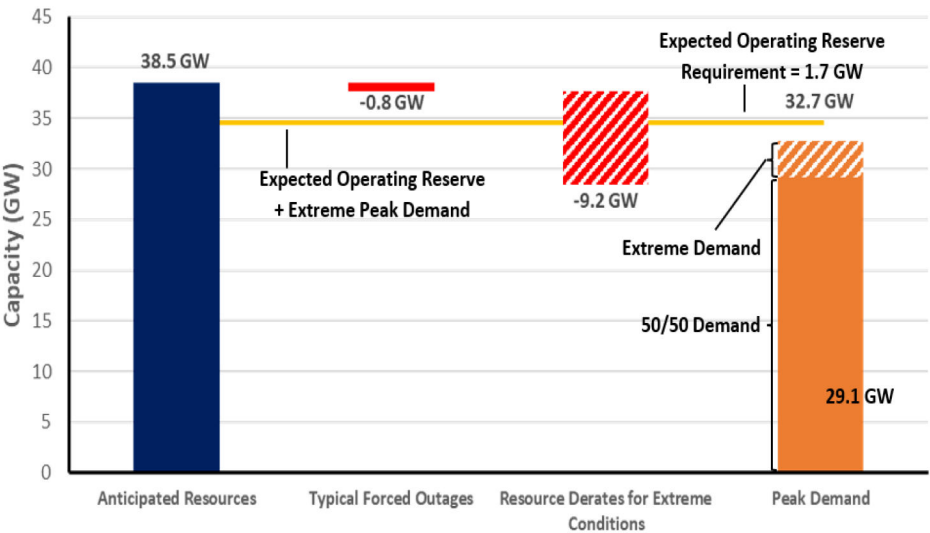 45
40
35
30
25
20
15
10
5
0
Capacity (GW)
38.5 GW
-0.8 GW
Expected Operating Reserve
+ Extreme Peak Demand
-9.2 GW
Expected Operating Reserve
Requirement = 1.7 GW
32.7 GW
Extreme Demand
50/50 Demand
29.1 GW
Anticipated Resources
Typical Forced Outages
Resource Derates for Extreme
Conditions
Peak Demand